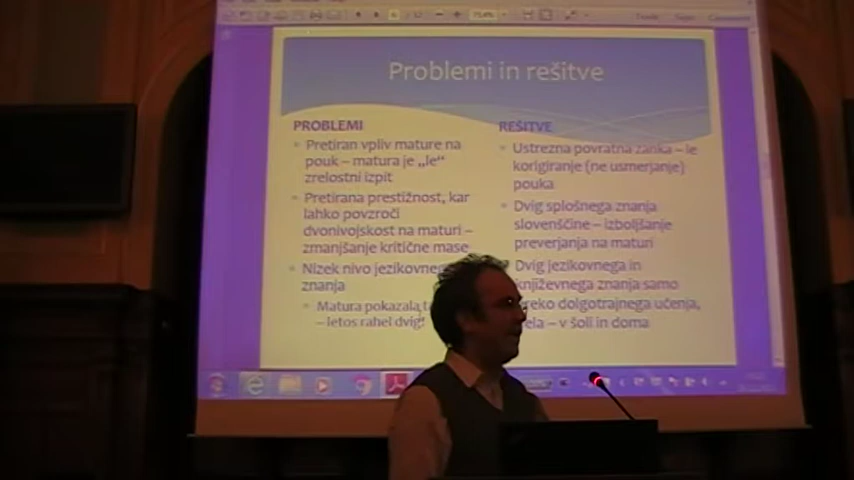 Problemi in rešitve
PROBLEMI
Pretiran vpliv mature na
pouk – matura je „le“
zrelostni izpit
Pretirana prestižnost, kar
lahko povzroči
dvonivojskost na maturi –
zmanjšanje kritične mase
Nizek nivo jezikovnega
znanja
Matura pokazala
– letos rahel dvig!
REŠITVE
Ustrezna povratna zanka – le
korigiranje (ne usmerjanje)
pouka
Dvig splošnega znanja
slovenščine – izboljšanje
preverjanja na maturi
Dvig jezikovnega in
književnega znanja samo
preko dolgotrajnega učenja,
dela – v šoli in doma